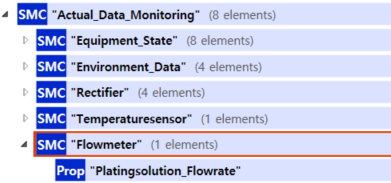 SMC "Actual_Data_Monitoring" (8 elements)
SMC "Equipment_State" (8 elements)
SMC "Environment_Data" (4 elements)
SMC "Rectifier" (4 elements)
SMC "Temperaturesensor" (1 elements)
SMC "Flowmeter" (1 elements)
Prop "Platingsolution_Flowrate"